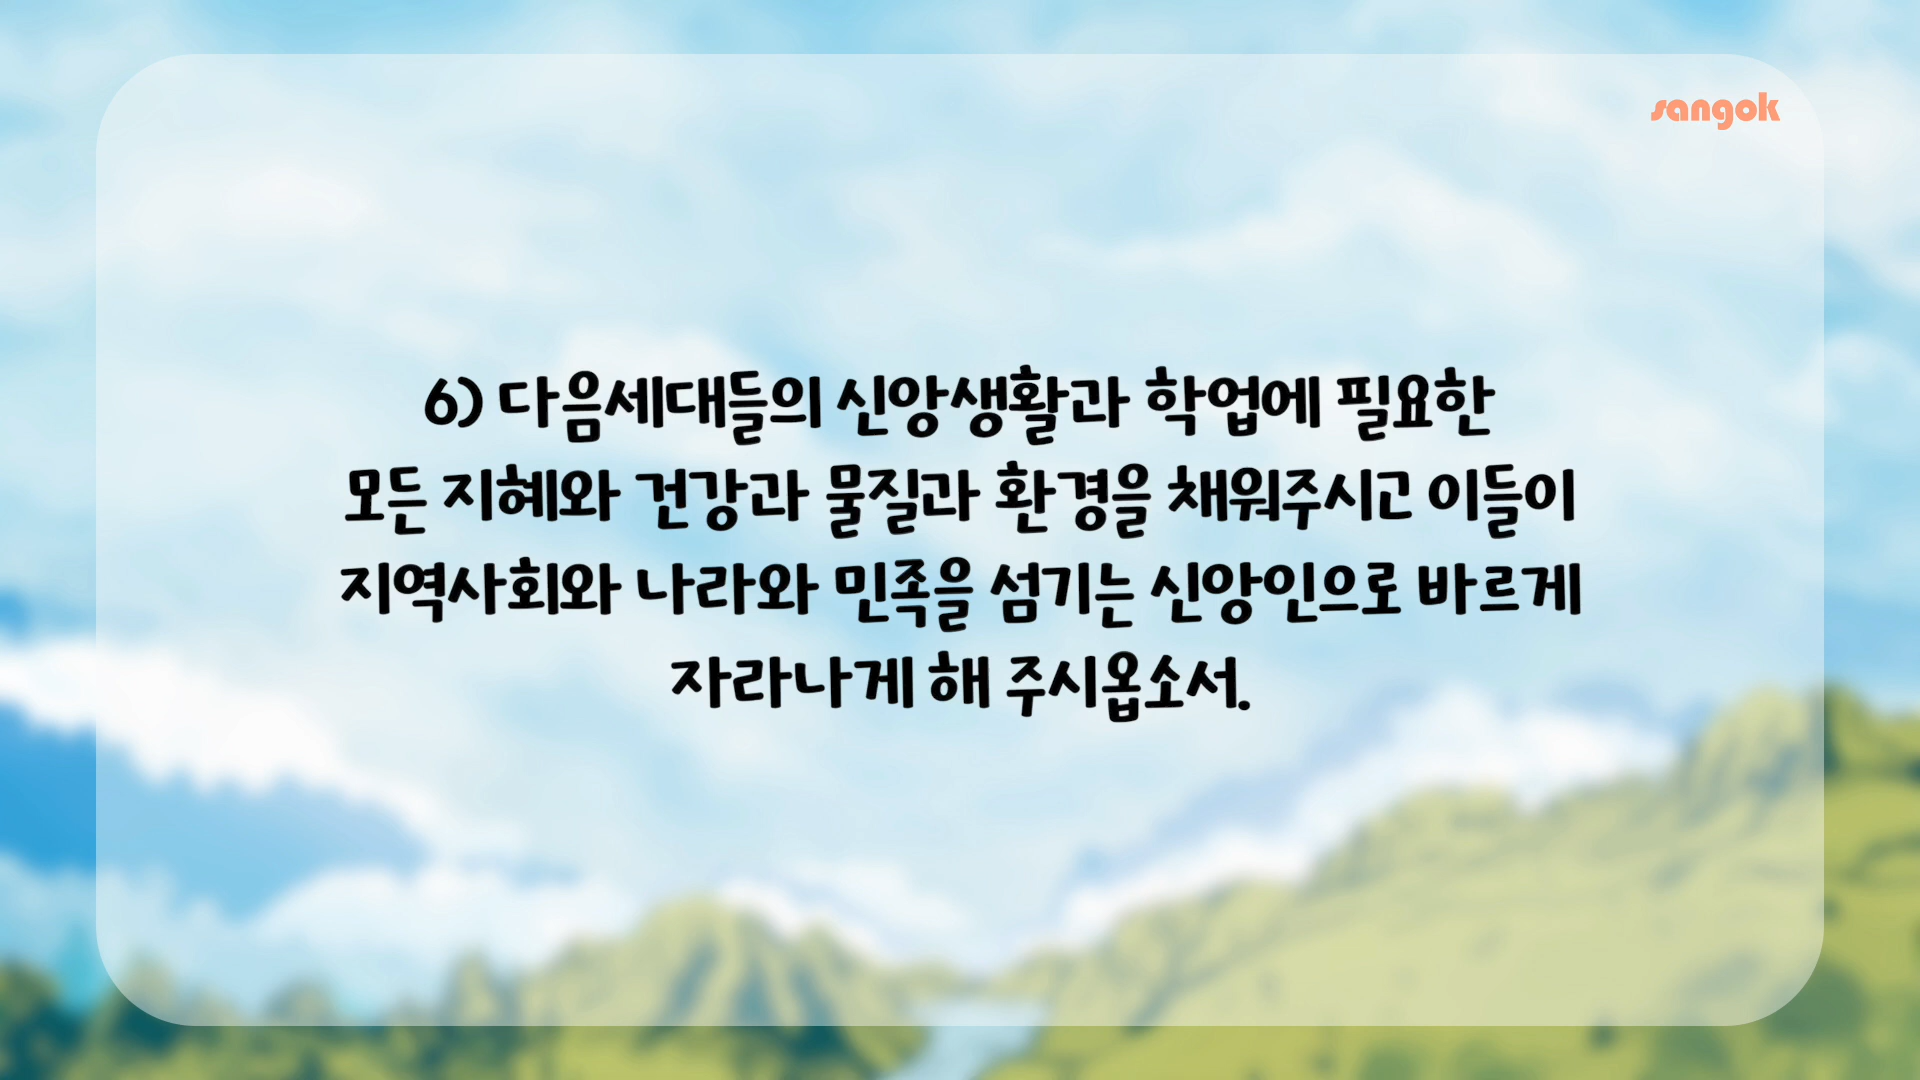 sangok
6) 다음세대들의 신앙생활과 학업에 필요한
모든 지혜와 건강과 물질과 환경을 채워주시고 이들이
지역사회와 나라와 민족을 섬기는 신앙인으로 바르게
자라나게 해 주시옵소서.